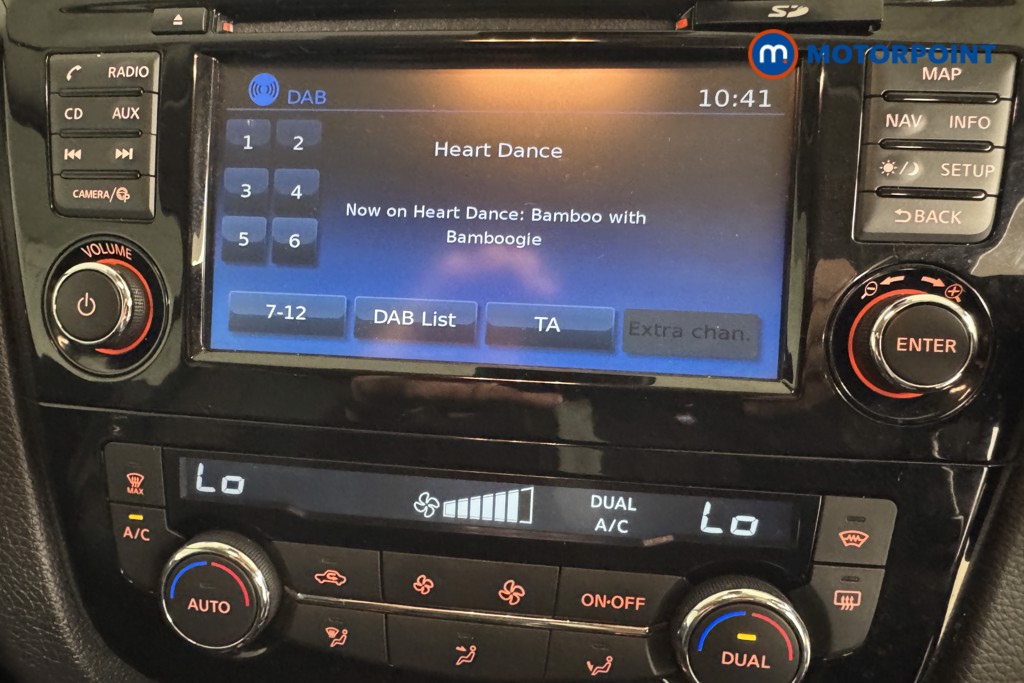 SD
m MOTORPOINT
RADIO
CD AUX
CAMERA/
VOLUME
DAB
10:41
1 2
3 4
5 6
Heart Dance
Now on Heart Dance: Bamboo with
Bamboogie
7-12
DAB List
TA
Extra chan.
MAP
NAV INFO
SETUP
BACK
ENTER
MAX
A/C
Lo
DUAL
A/C
Lo
AUTO
ON·OFF
DUAL